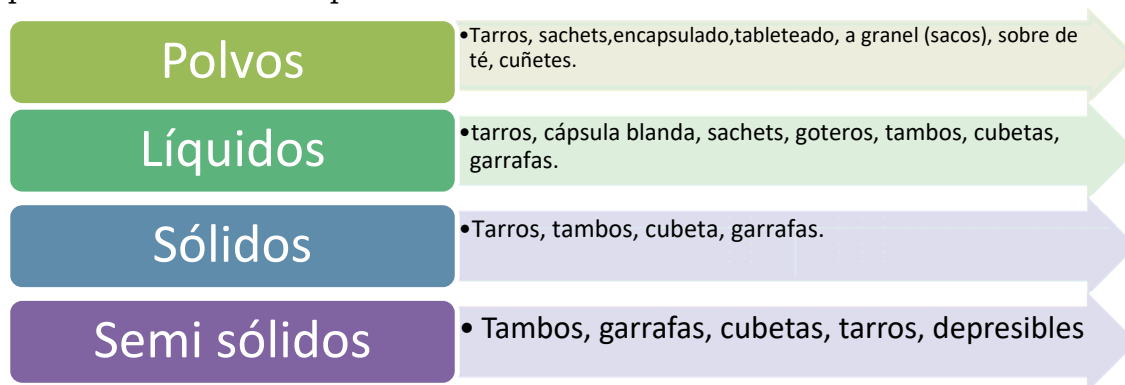 Polvos
•Tarros, sachets,encapsulado,tableteado, a granel (sacos), sobre de
té, cuñetes.
Líquidos
•tarros, cápsula blanda, sachets, goteros, tambos, cubetas,
garrafas.
Sólidos
•Tarros, tambos, cubeta, garrafas.
Semi sólidos
• Tambos, garrafas, cubetas, tarros, depresibles